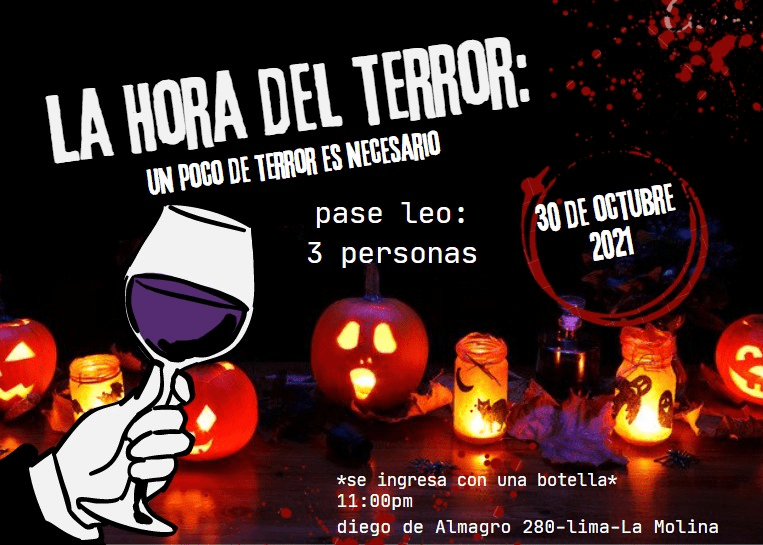 LA HORA DEL TERROR:
UN POCO DE TERROR ES NECESARIO
pase leo:
3 personas
30 DE OCTUBRE
2021
*se ingresa con una botella*
11:00pm
diego de Almagro 280-lima-La Molina